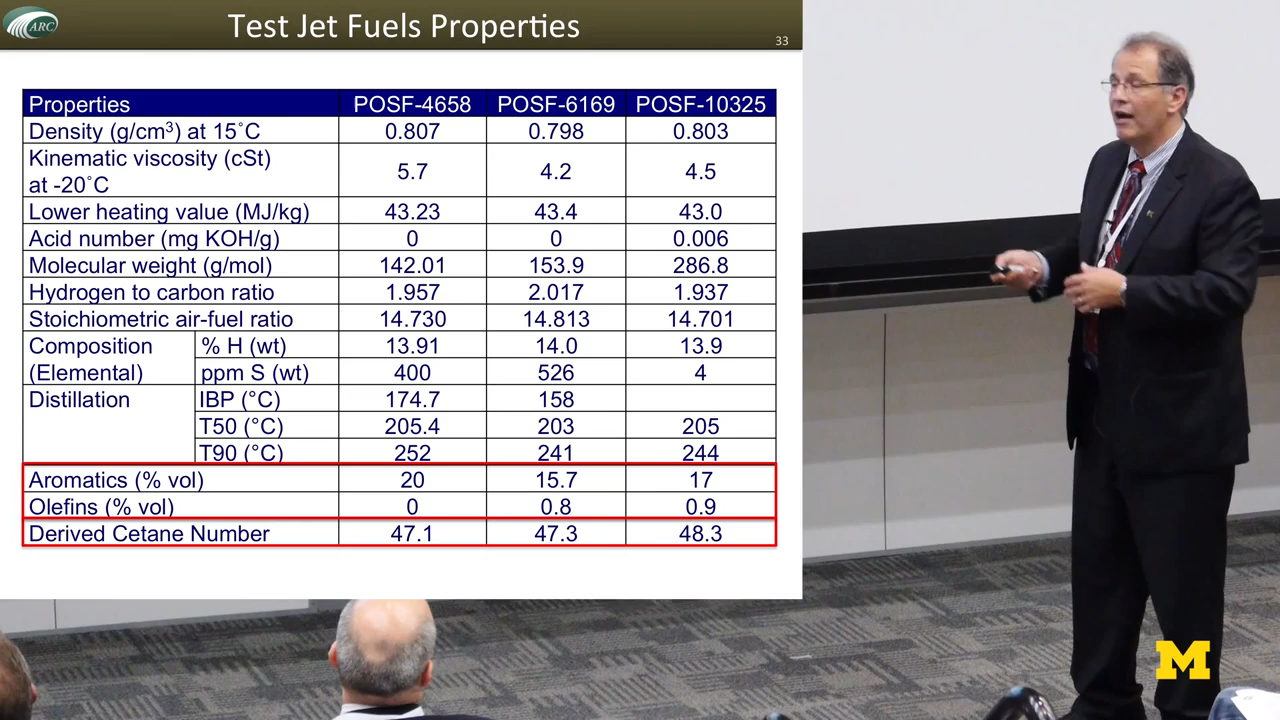 ARC
Test Jet Fuels Properties
33
Properties POSF-4658 POSF-6169 POSF-10325
Density (g/cm³) at 15˚C 0.807 0.798 0.803
Kinematic viscosity (cSt)
at -20˚C 5.7 4.2 4.5
Lower heating value (MJ/kg) 43.23 43.4 43.0
Acid number (mg KOH/g) 0 0 0.006
Molecular weight (g/mol) 142.01 153.9 286.8
Hydrogen to carbon ratio 1.957 2.017 1.937
Stoichiometric air-fuel ratio 14.730 14.813 14.701
Composition % H (wt) 13.91 14.0 13.9
(Elemental) ppm S (wt) 400 526 4
Distillation IBP (°C) 174.7 158
T50 (°C) 205.4 203 205
T90 (°C) 252 241 244
Aromatics (% vol) 20 15.7 17
Olefins (% vol) 0 0.8 0.9
Derived Cetane Number 47.1 47.3 48.3
M